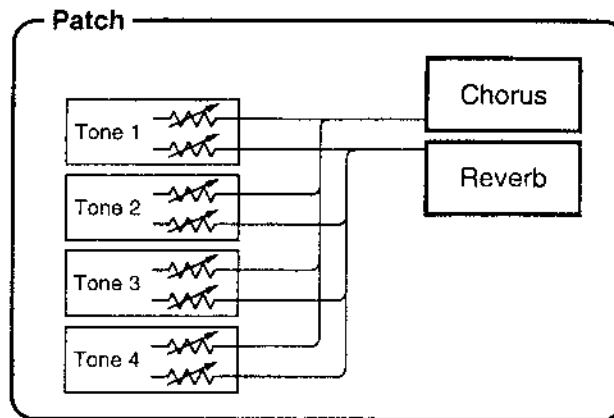 Patch
Chorus
Tone 1
Reverb
Tone 2
Tone 3
Tone 4